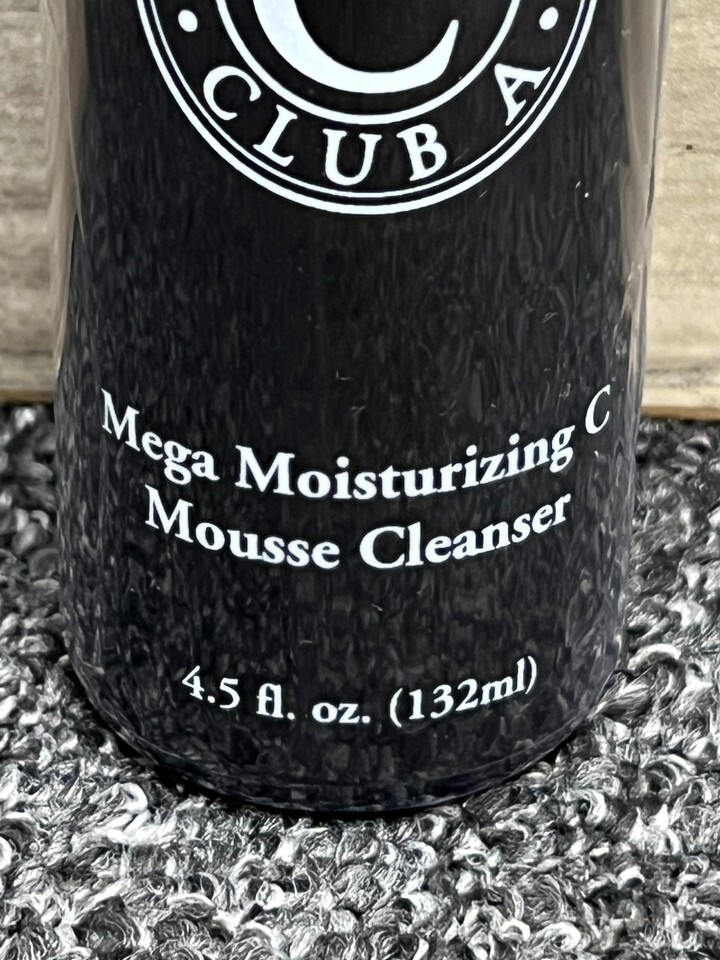 C
CLUB A
Mega Moisturizing C
Mousse Cleanser
4.5 fl. oz. (132ml)